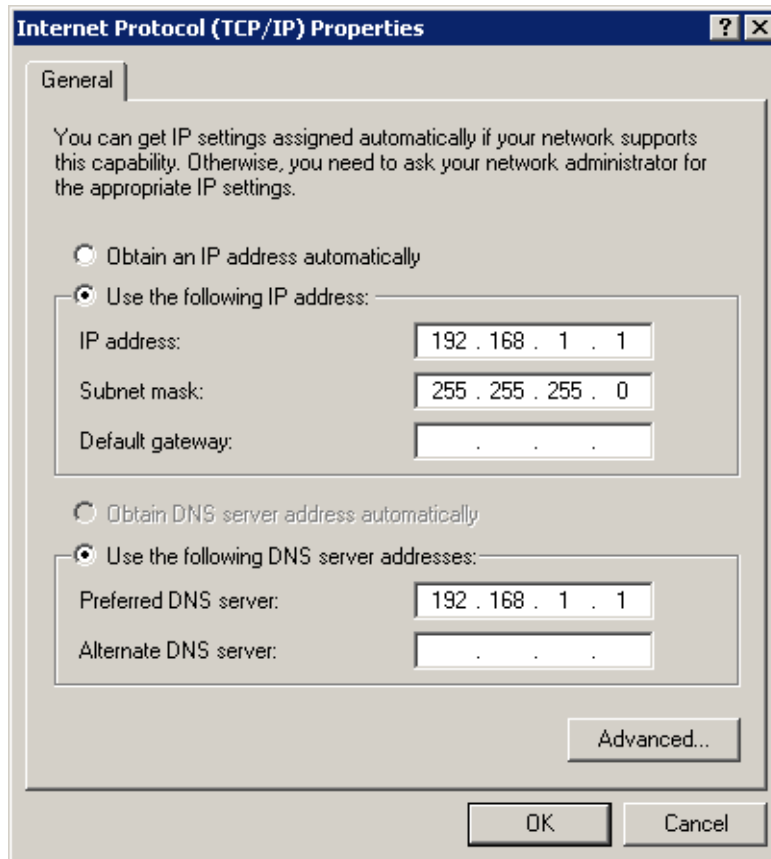 Internet Protocol (TCP/IP) Properties
General
You can get IP settings assigned automatically if your network supports
this capability. Otherwise, you need to ask your network administrator for
the appropriate IP settings.
Obtain an IP address automatically
Use the following IP address:
IP address: 192 . 168 . 1 . 1
Subnet mask: 255 . 255 . 255 . 0
Default gateway: . . .
Obtain DNS server address automatically
Use the following DNS server addresses:
Preferred DNS server: 192 . 168 . 1 . 1
Alternate DNS server: . . .
Advanced...
OK Cancel